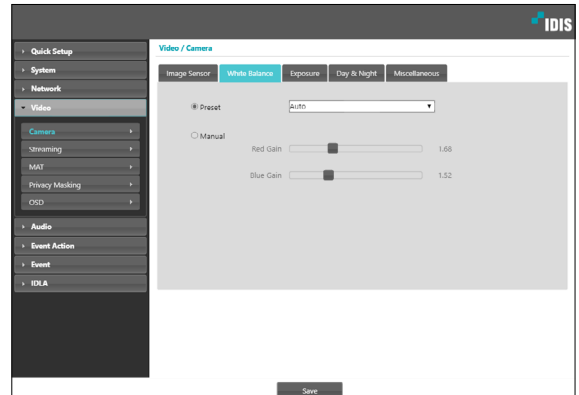 IDIS
Quick Setup
System
Network
Video
Camera
Streaming
MAT
Privacy Masking
OSD
Audio
Event Action
Event
IDLA
Video / Camera
Image Sensor White Balance Exposure Day & Night Miscellaneous
Preset Auto
Manual
Red Gain 1.68
Blue Gain 1.52
Save